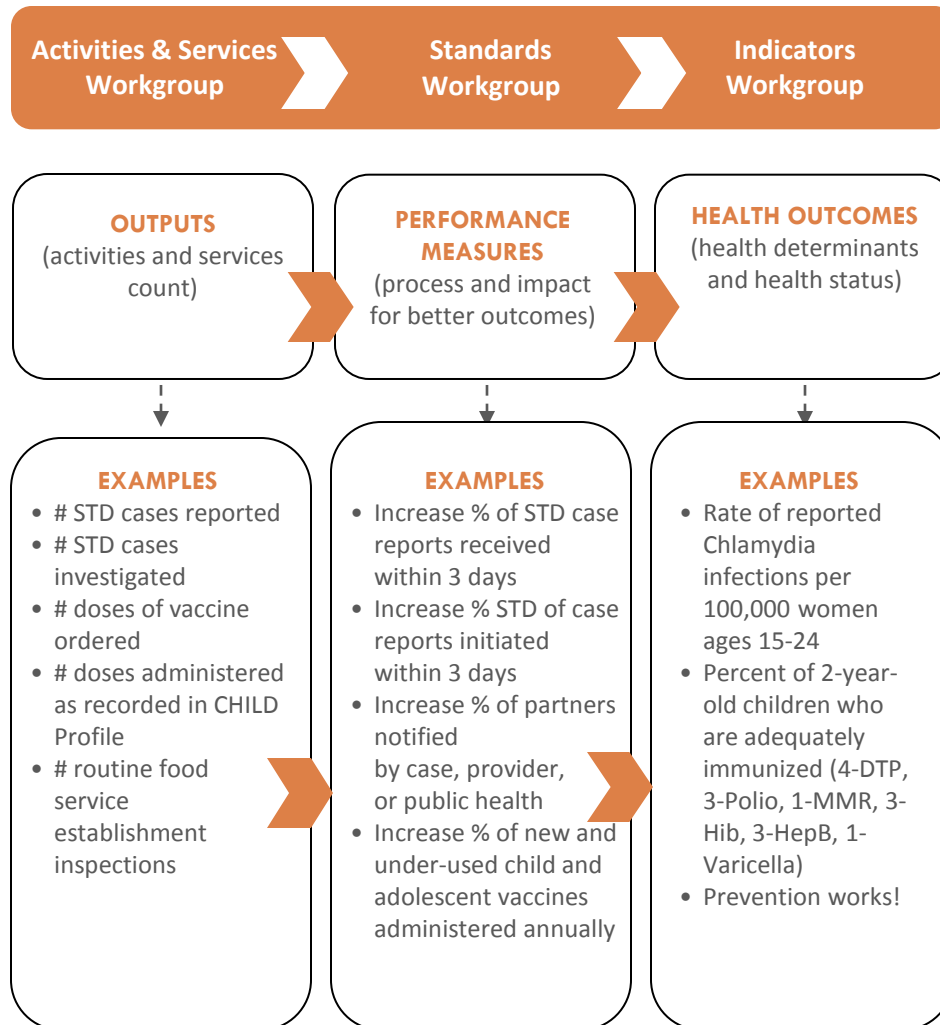 Activities & Services
Workgroup
Standards
Workgroup
Indicators
Workgroup
OUTPUTS
(activities and services
count)
PERFORMANCE
MEASURES
(process and impact
for better outcomes)
HEALTH OUTCOMES
(health determinants
and health status)
EXAMPLES
• # STD cases reported
• # STD cases
investigated
• # doses of vaccine
ordered
• # doses administered
as recorded in CHILD
Profile
• # routine food
service
establishment
inspections
EXAMPLES
• Increase % of STD case
reports received
within 3 days
• Increase % STD of case
reports initiated
within 3 days
• Increase % of partners
notified
by case, provider,
or public health
• Increase % of new and
under-used child and
adolescent vaccines
administered annually
EXAMPLES
• Rate of reported
Chlamydia
infections per
100,000 women
ages 15-24
• Percent of 2-year-
old children who
are adequately
immunized (4-DTP,
3-Polio, 1-MMR, 3-
Hib, 3-HepB, 1-
Varicella)
• Prevention works!